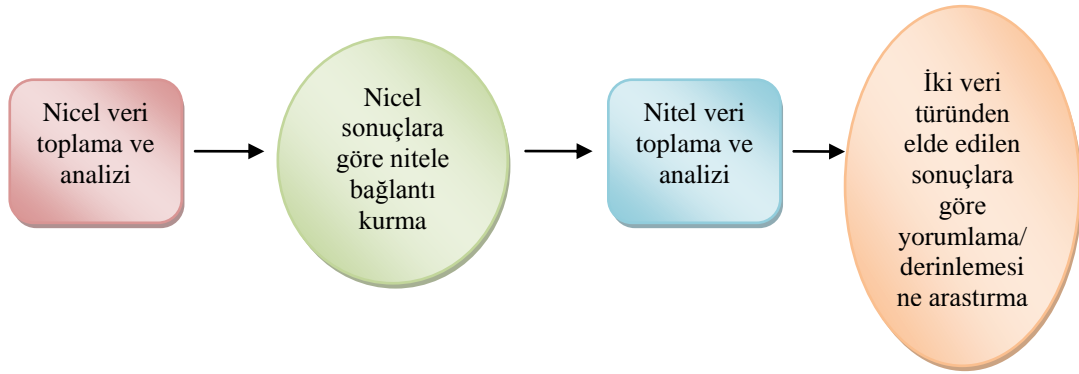 Nicel veri
toplama ve
analizi
Nicel
sonuçlara
göre nitele
bağlantı
kurma
Nitel veri
toplama ve
analizi
İki veri
türünden
elde edilen
sonuçlara
göre
yorumlama/
derinlemesi
ne arastırma